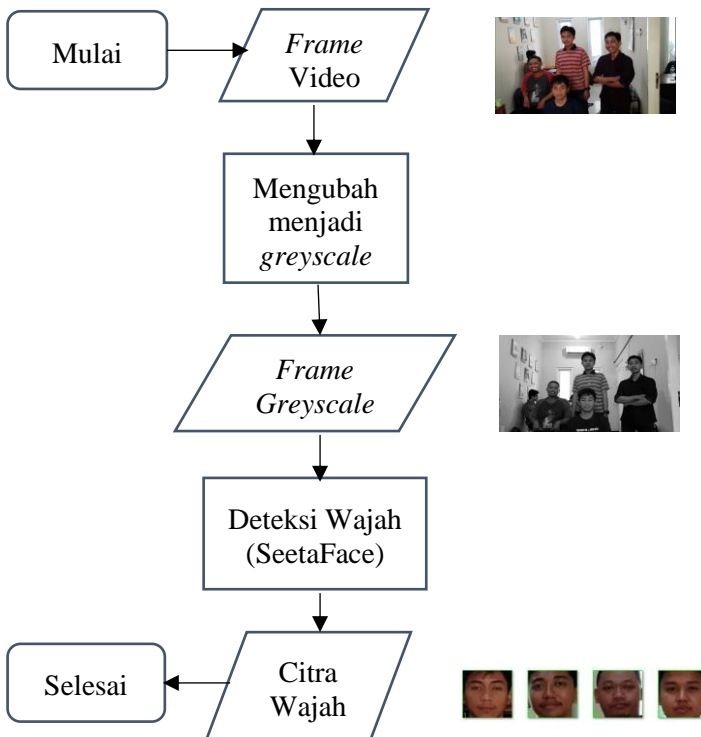 Mulai
Frame
Video
Mengubah
menjadi
greyscale
Frame
Greyscale
Deteksi Wajah
(SeetaFace)
Selesai
Citra
Wajah